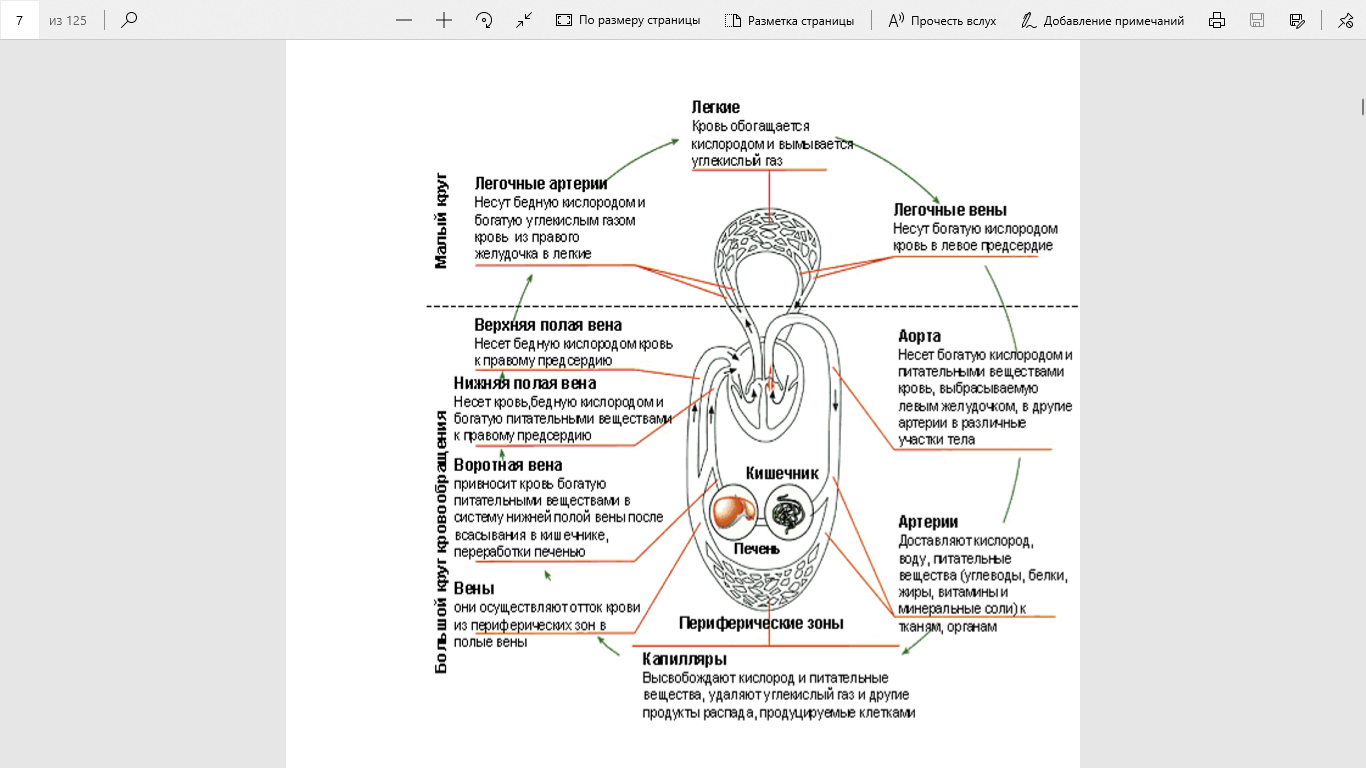 7 из 125
По размеру страницы
Разметка страницы
Прочесть вслух
Добавление примечаний
Легкие
Кровь обогащается
кислородом и вымывается
углекислый газ
Малый круг
Легочные артерии
Несут бедную кислородом и
богатую углекислым газом
кровь из правого
желудочка в легкие
Легочные вены
Несут богатую кислородом
кровь в левое предсердие
Верхняя полая вена
Несет бедную кислородом кровь
к правому предсердию
Аорта
Несет богатую кислородом и
питательными веществами
кровь, выбрасываемую
левым желудочком, в другие
артерии в различные
участки тела
Нижняя полая вена
Несет кровь,бедную кислородом и
богатую питательными веществами
к правому предсердию
Большой круг кровообращения
Воротная вена
привносит кровь богатую
питательными веществами в
систему нижней полой вены после
всасывания в кишечнике,
переработки печенью
Кишечник
Печень
Артерии
Доставляют кислород,
воду, питательные
вещества (углеводы, белки,
жиры, витамины и
минеральные соли) к
тканям, органам
Вены
они осуществляют отток крови
из периферических зон в
полые вены
Периферические зоны
Капилляры
Высвобождают кислород и питательные
вещества, удаляют углекислый газ и другие
продукты распада, продуцируемые клетками